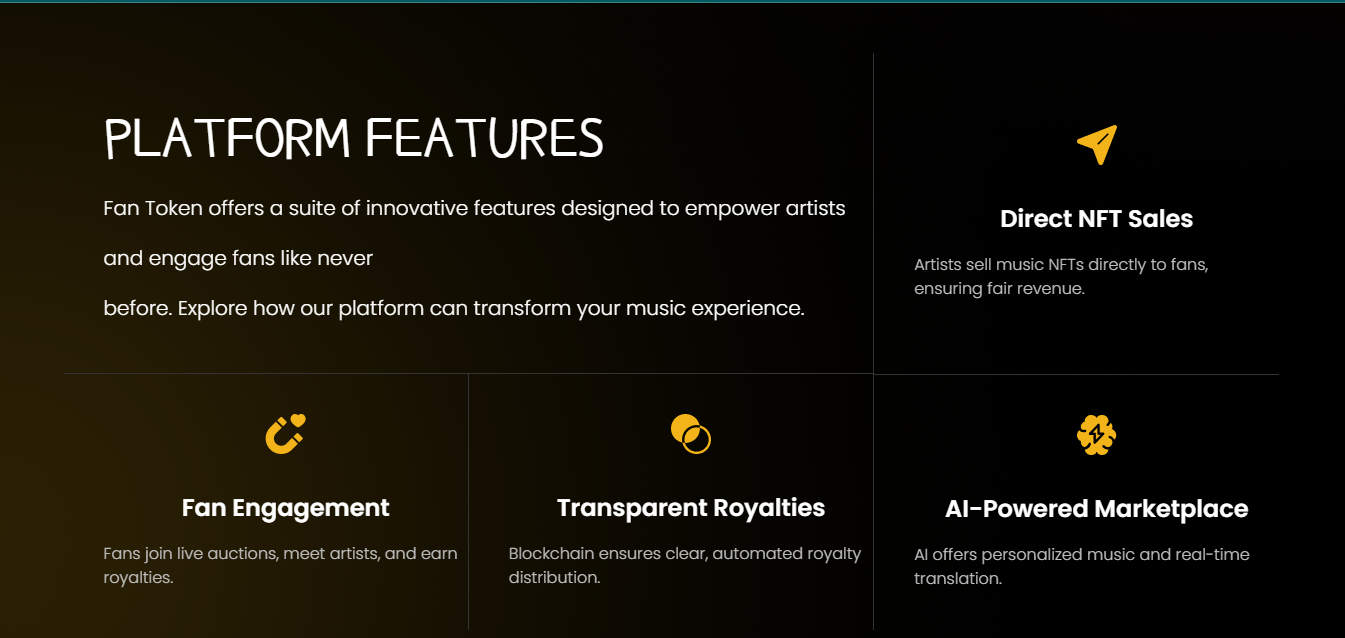 PLATFORM FEATURES
Fan Token offers a suite of innovative features designed to empower artists
and engage fans like never
before. Explore how our platform can transform your music experience.
Direct NFT Sales
Artists sell music NFTs directly to fans,
ensuring fair revenue.
Fan Engagement
Fans join live auctions, meet artists, and earn
royalties.
Transparent Royalties
Blockchain ensures clear, automated royalty
distribution.
AI-Powered Marketplace
AI offers personalized music and real-time
translation.